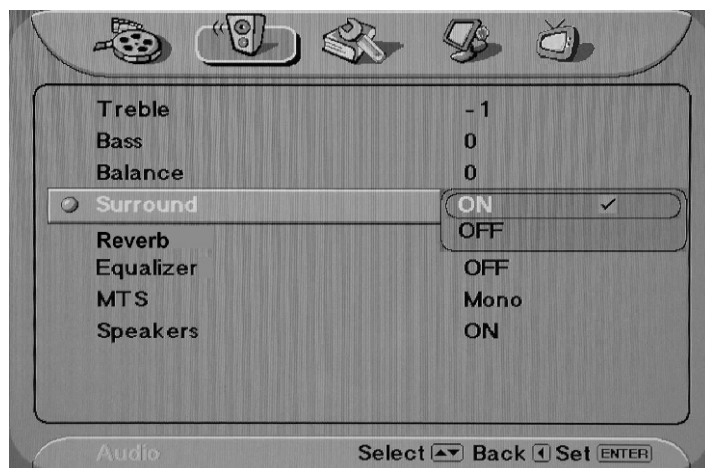 Treble -1
Bass 0
Balance 0
Surround ON
OFF
Reverb
Equalizer OFF
MTS Mono
Speakers ON
Audio Select Back Set ENTER